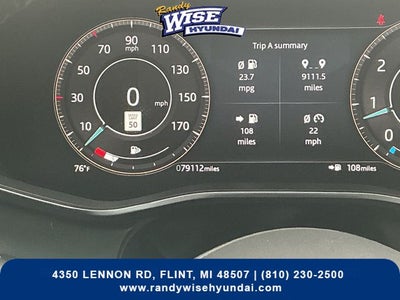 Randy
WISE
HYUNDAI
90
mph
70
110
Trip A summary
50
130
23.7
mpg
9111.5
miles
30
0
mph
150
2
SPEED
LIMIT
50
108
miles
22
mph
10
170
1
76°F
079112miles
108miles
4350 LENNON RD, FLINT, MI 48507 | (810) 230-2500
www.randywisehyundai.com